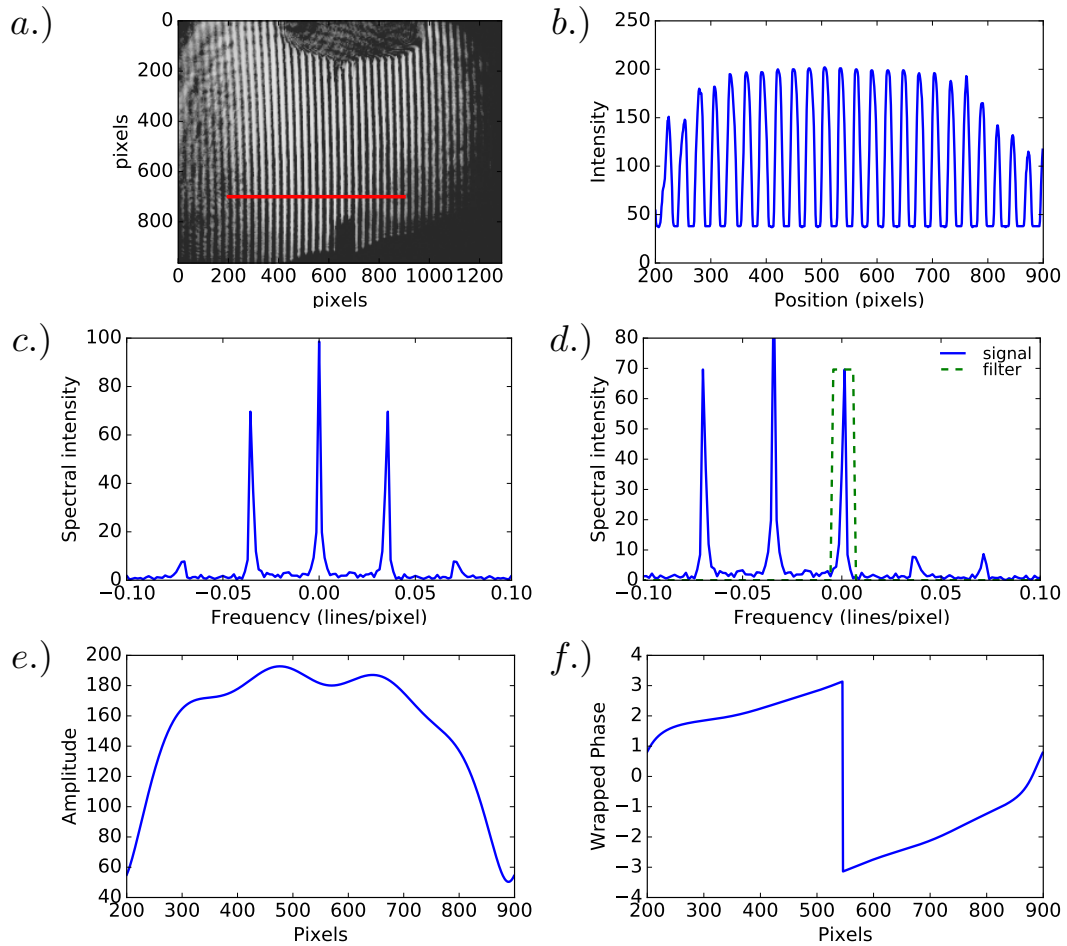 a.)
0
200
400
600
800
pixels
0 200 400 600 800 1000 1200
pixels
b.)
250
200
150
100
50
0
Intensity
200 300 400 500 600 700 800 900
Position (pixels)
c.)
100
80
60
40
20
0
Spectral intensity
−0.10 −0.05 0.00 0.05 0.10
Frequency (lines/pixel)
d.)
80
70
60
50
40
30
20
10
0
Spectral intensity
signal
filter
−0.10 −0.05 0.00 0.05 0.10
Frequency (lines/pixel)
e.)
200
180
160
140
120
100
80
60
40
Amplitude
200 300 400 500 600 700 800 900
Pixels
f.)
4
3
2
1
0
−1
−2
−3
−4
Wrapped Phase
200 300 400 500 600 700 800 900
Pixels